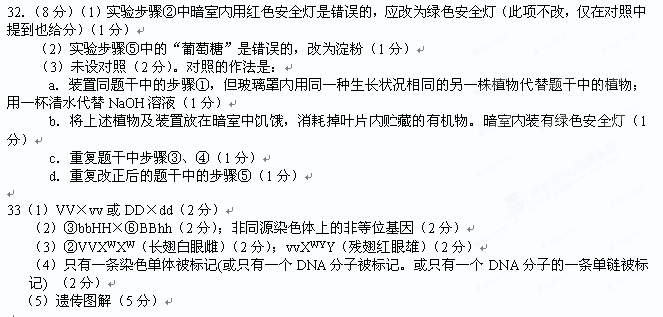 32.（8 分）（1）实验步骤②中暗室内用红色安全灯是错误的，应改为绿色安全灯（此项不改，仅在对照中
提到也给分）（1 分）
（2）实验步骤⑤中的“葡萄糖”是错误的，改为淀粉（1 分）
（3）未设对照（2 分）。对照的作法是：
a. 装置同题干中的步骤①，但玻璃罩内用同一种生长状况相同的另一株植物代替题干中的植物；
用一杯清水代替 NaOH 溶液（1 分）
b. 将上述植物及装置放在暗室中饥饿，消耗掉叶片内贮藏的有机物。暗室内装有绿色安全灯（1
分）
c. 重复题干中步骤③、④（1 分）
d. 重复改正后的题干中的步骤⑤（1 分）
33（1）VV×vv 或 DD×dd（2 分）
（2）③bbHH×⑥BBhh（2 分）；非同源染色体上的非等位基因（2 分）
（3）②VVXᵂXᵂ（长翅白眼雌）（2 分）；vvXᵂʸY（残翅红眼雄）（2 分）
（4）只有一条染色单体被标记(或只有一个 DNA 分子被标记。或只有一个 DNA 分子的一条单链被标
记)（2 分）
（5）遗传图解（5 分）